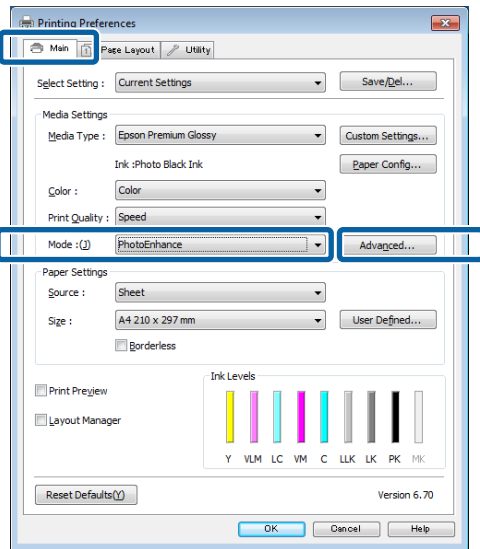 Printing Preferences
Main Page Layout Utility
Select Setting : Current Settings Save/Del...
Media Settings
Media Type : Epson Premium Glossy Custom Settings...
Ink :Photo Black Ink Paper Config...
Color : Color
Print Quality : Speed
Mode :(J) PhotoEnhance Advanced...
Paper Settings
Source : Sheet
Size : A4 210 x 297 mm User Defined...
Borderless
Ink Levels
Print Preview
Layout Manager
Y VLM LC VM C LLK LK PK MK
Reset Defaults(Y) Version 6.70
OK Cancel Help